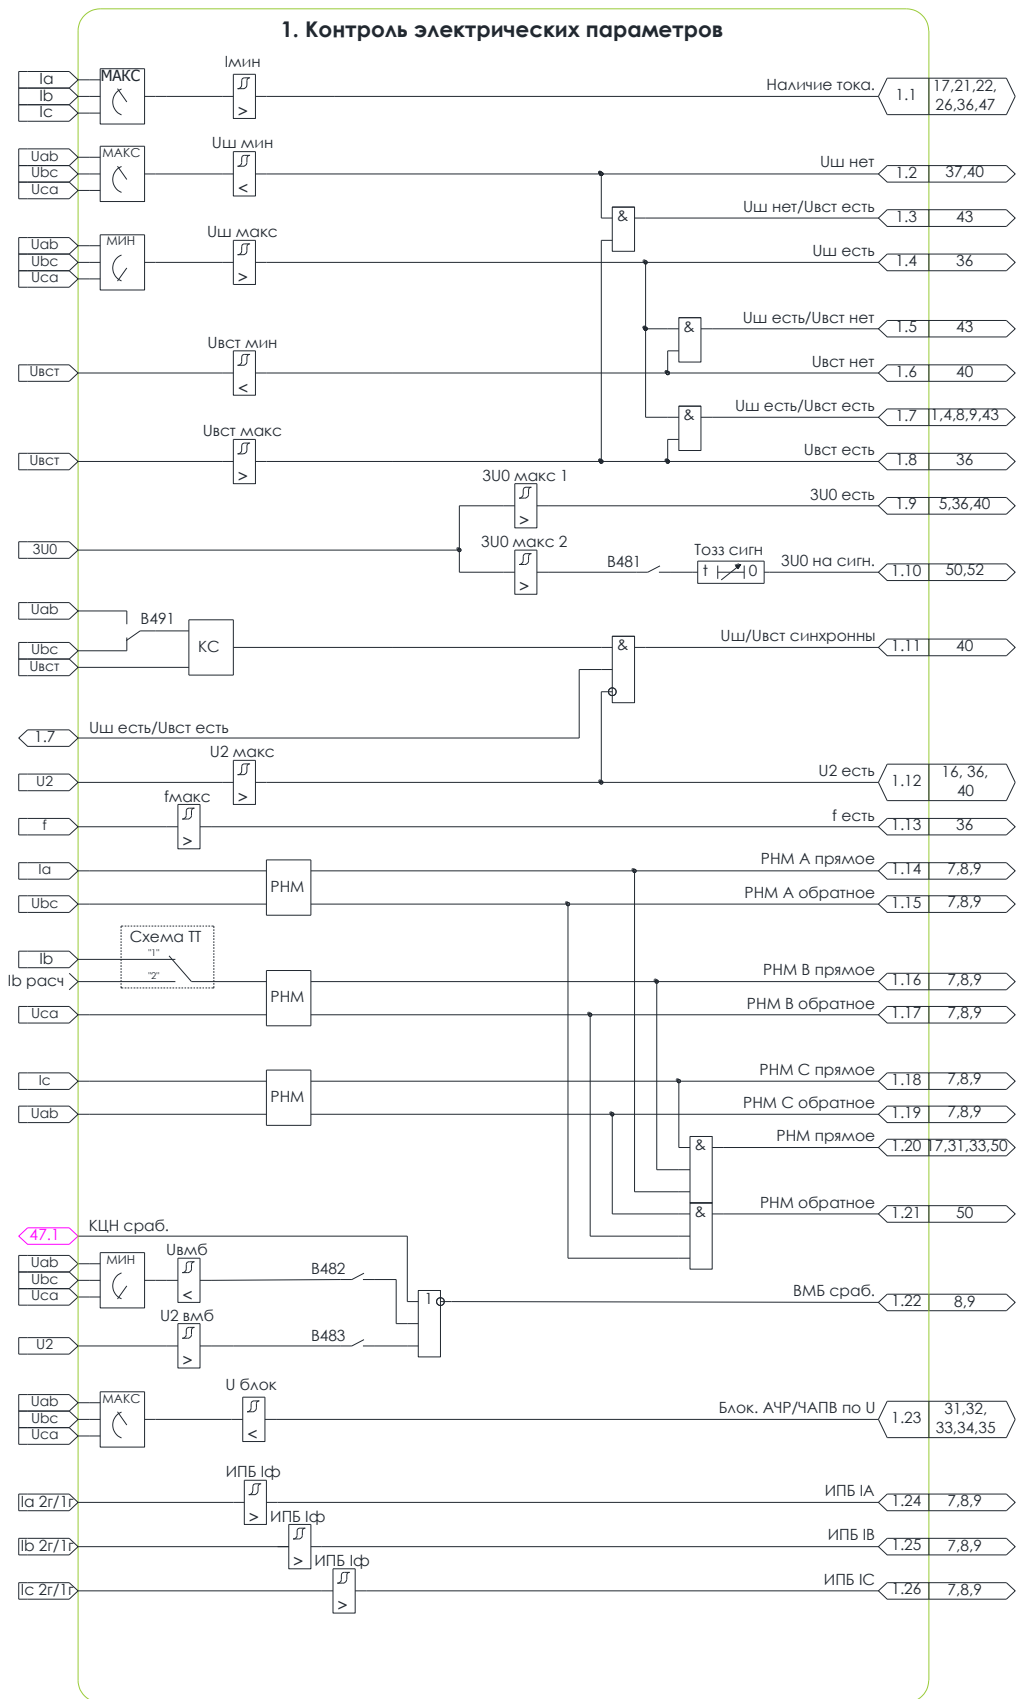 1. Контроль электрических параметров
Ia
Ib
Ic
МАКС
Iмин
>
Наличие тока.
1.1
17,21,22,
26,36,47
Uab
Ubc
Uca
МАКС
Uш мин
<
Uш нет
1.2
37,40
&
Uш нет/Uвст есть
1.3
43
Uab
Ubc
Uca
МИН
Uш макс
>
Uш есть
1.4
36
&
Uш есть/Uвст нет
1.5
43
Uвст
Uвст мин
<
Uвст нет
1.6
40
&
Uш есть/Uвст есть
1.7
1,4,8,9,43
Uвст
Uвст макс
>
Uвст есть
1.8
36
3U0
3U0 макс 1
>
3U0 есть
1.9
5,36,40
3U0 макс 2
>
В481
Тозз сигн
t
0
3U0 на сигн.
1.10
50,52
Uab
Ubc
Uвст
В491
КС
&
Uш/Uвст синхронны
1.11
40
1.7
Uш есть/Uвст есть
U2
U2 макс
>
U2 есть
1.12
16, 36,
40
f
fмакс
>
f есть
1.13
36
Ia
Ubc
РНМ
РНМ А прямое
1.14
7,8,9
РНМ А обратное
1.15
7,8,9
Схема ТТ
Ib
"1"
Ib расч
"2"
Uca
РНМ
РНМ В прямое
1.16
7,8,9
РНМ В обратное
1.17
7,8,9
Ic
Uab
РНМ
РНМ С прямое
1.18
7,8,9
РНМ С обратное
1.19
7,8,9
&
РНМ прямое
1.20
17,31,33,50
&
РНМ обратное
1.21
50
47.1
КЦН сраб.
Uab
Ubc
Uca
МИН
Uвмб
<
В482
1
ВМБ сраб.
1.22
8,9
U2
U2 вмб
>
В483
Uab
Ubc
Uca
МАКС
U блок
<
Блок. АЧР/ЧАПВ по U
1.23
31,32,
33,34,35
Ia 2г/1г
ИПБ Iф
>
ИПБ IA
1.24
7,8,9
Ib 2г/1г
ИПБ Iф
>
ИПБ IB
1.25
7,8,9
Ic 2г/1г
ИПБ Iф
>
ИПБ IC
1.26
7,8,9